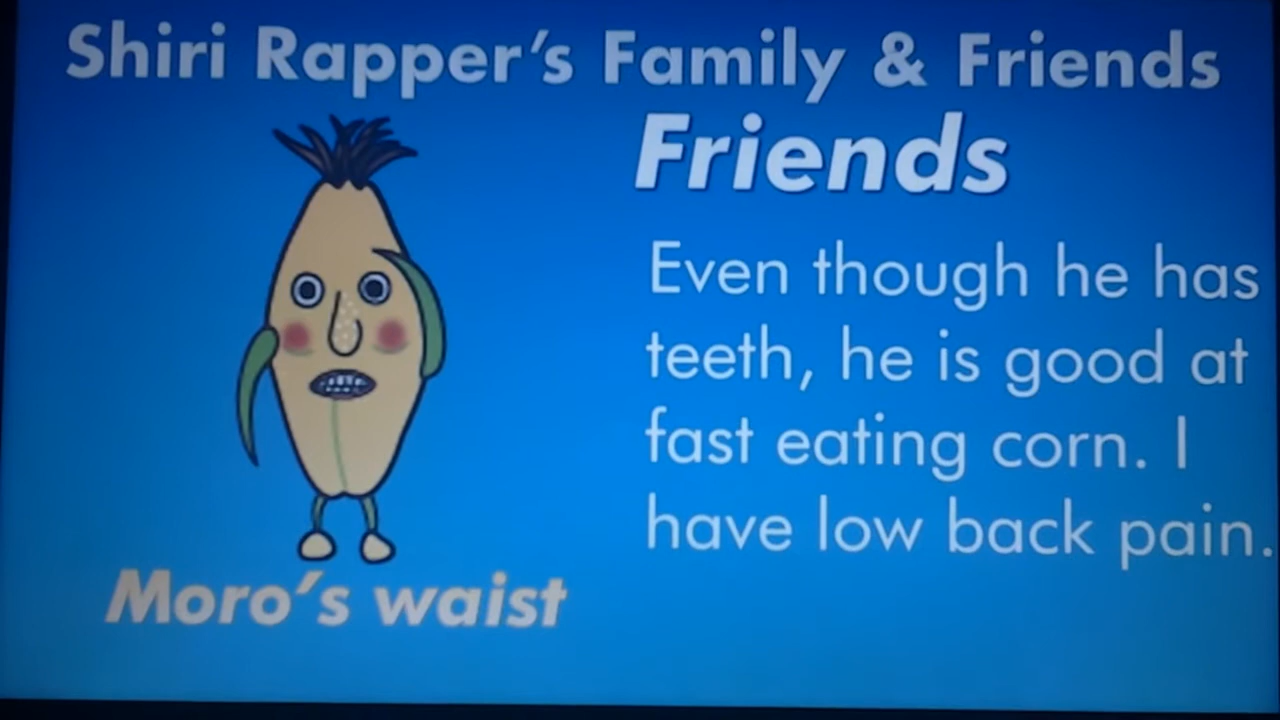 Shiri Rapper's Family & Friends
Friends
Even though he has
teeth, he is good at
fast eating corn. I
have low back pain.
Moro's waist